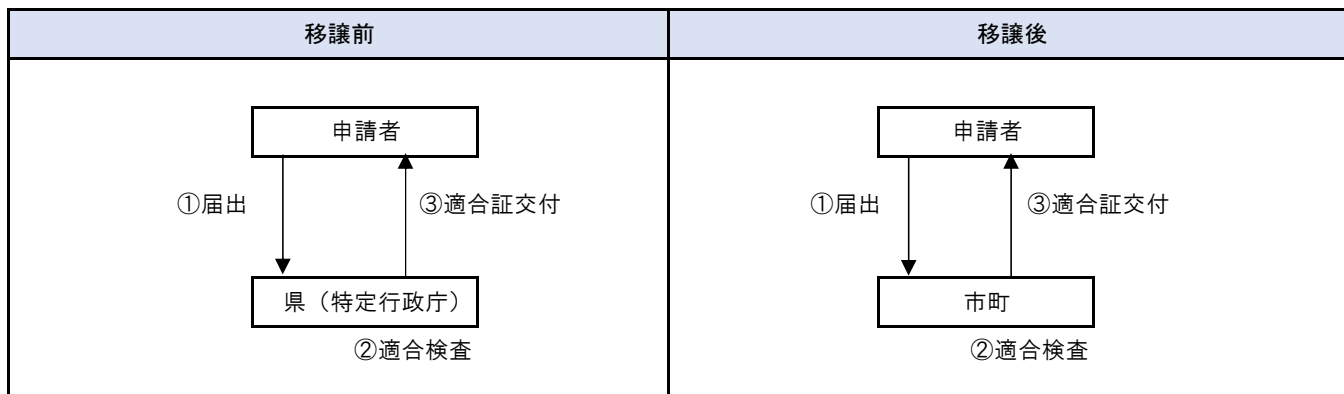 移譲前
移譲後
申請者
①届出
③適合証交付
県（特定行政庁）
②適合検査
申請者
①届出
③適合証交付
市町
②適合検査